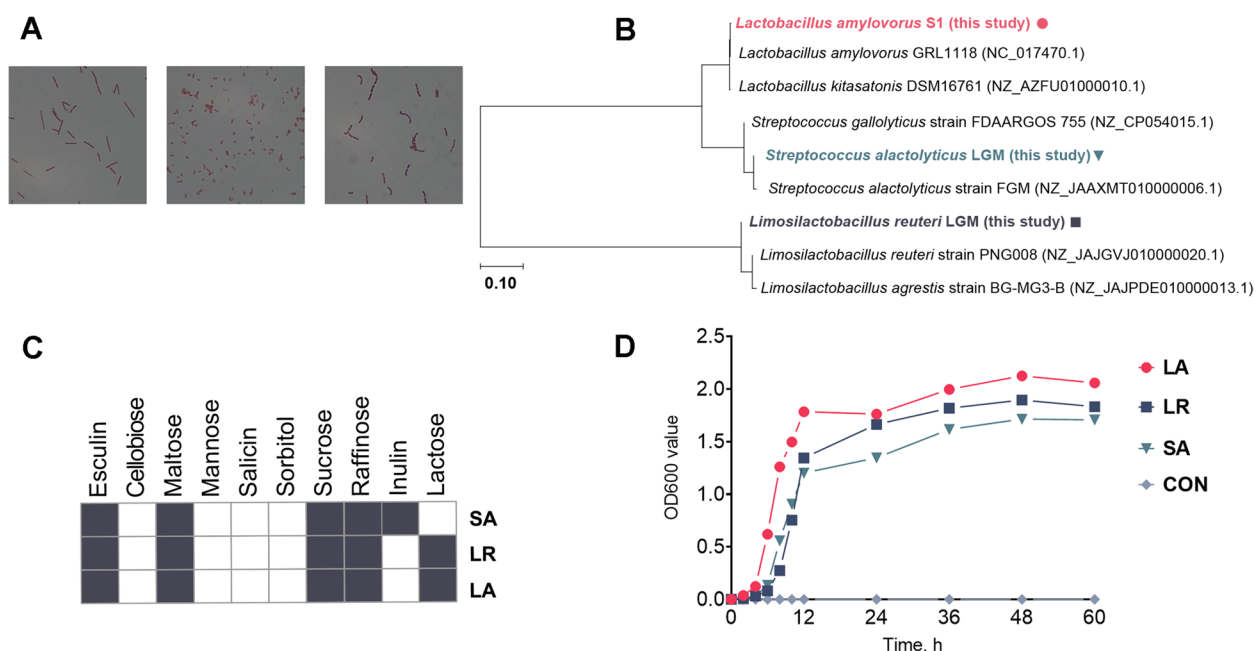 A
B
Lactobacillus amylovorus S1 (this study)
Lactobacillus amylovorus GRL1118 (NC_017470.1)
Lactobacillus kitasatonis DSM16761 (NZ_AZFU01000010.1)
Streptococcus gallolyticus strain FDAARGOS 755 (NZ_CP054015.1)
Streptococcus alactolyticus LGM (this study)
Streptococcus alactolyticus strain FGM (NZ_JAAXMT010000006.1)
Limosilactobacillus reuteri LGM (this study)
Limosilactobacillus reuteri strain PNG008 (NZ_JAJGVJ010000020.1)
Limosilactobacillus agrestis strain BG-MG3-B (NZ_JAJPDE010000013.1)
0.10
C
Esculin
Cellobiose
Maltose
Mannose
Salicin
Sorbitol
Sucrose
Raffinose
Inulin
Lactose
SA
LR
LA
D
OD600 value
2.5
2.0
1.5
1.0
0.5
0.0
0 12 24 36 48 60
Time, h
LA
LR
SA
CON